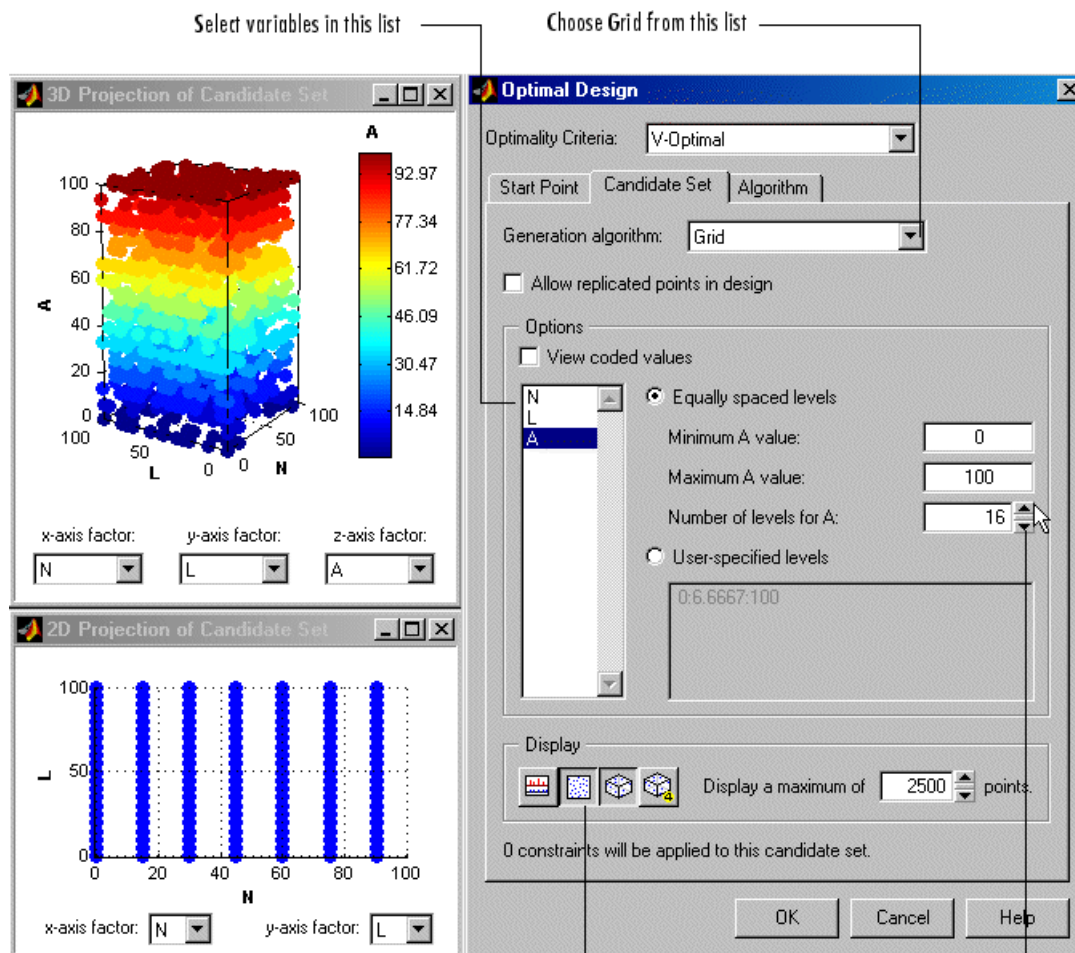 Select variables in this list
Choose Grid from this list
3D Projection of Candidate Set
A
100
80
60
40
20
0
A
100
50
0
L
0
50
100
N
92.97
77.34
61.72
46.09
30.47
14.84
x-axis factor: y-axis factor: z-axis factor:
N L A
2D Projection of Candidate Set
100
50
0
L
0 20 40 60 80 100
N
x-axis factor: N y-axis factor: L
Optimal Design
Optimality Criteria: V-Optimal
Start Point Candidate Set Algorithm
Generation algorithm: Grid
Allow replicated points in design
Options
View coded values
N
L
A
Equally spaced levels
Minimum A value: 0
Maximum A value: 100
Number of levels for A: 16
User-specified levels
0:6.6667:100
Display
4
Display a maximum of 2500 points.
0 constraints will be applied to this candidate set.
OK Cancel Help